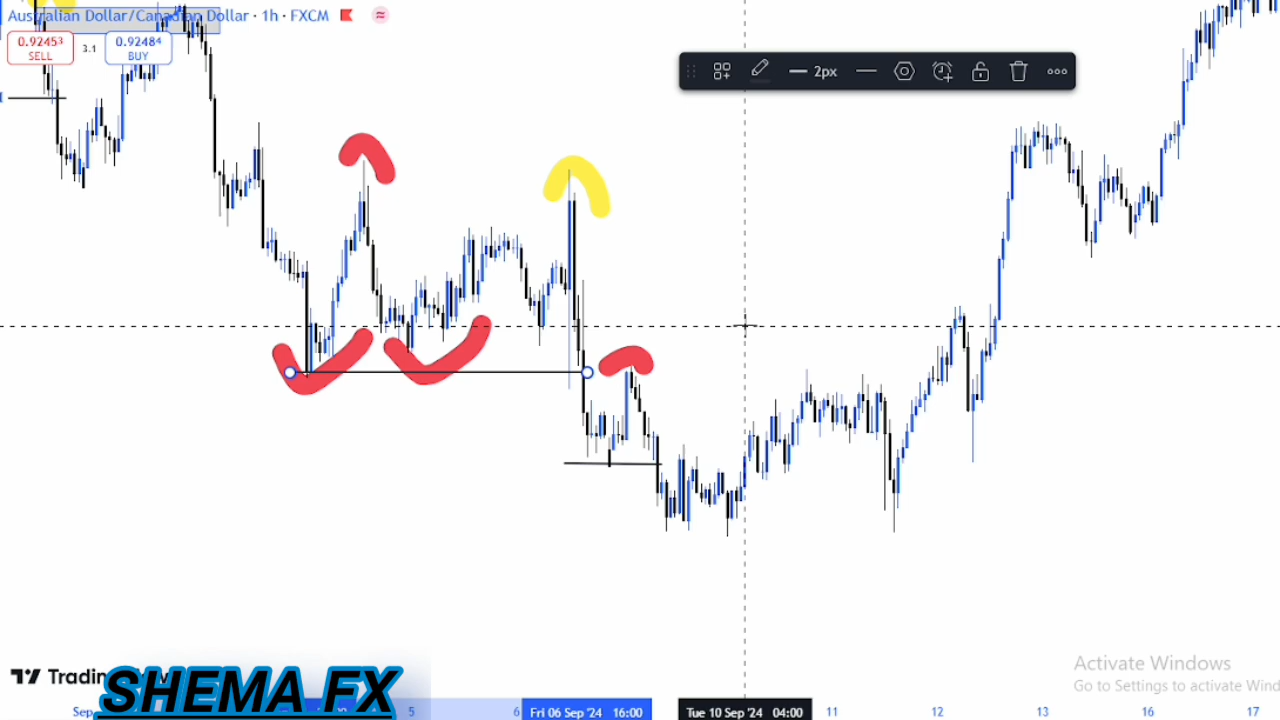 Australian Dollar/Canadian Dollar · 1h · FXCM
0.92453
SELL
3.1
0.92484
BUY
2px
Activate Windows
Go to Settings to activate Wind
SHEMA FX
Sep
5
6
Fri 06 Sep '24 16:00
Tue 10 Sep '24 04:00
11
12
13
16
17